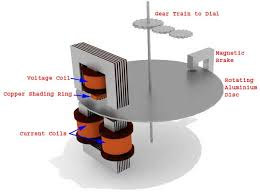 Gear Train to Dial
Magnetic
Brake
Voltage Coil
Rotating
Aluminium
Disc
Copper Shading Ring
Current Coils